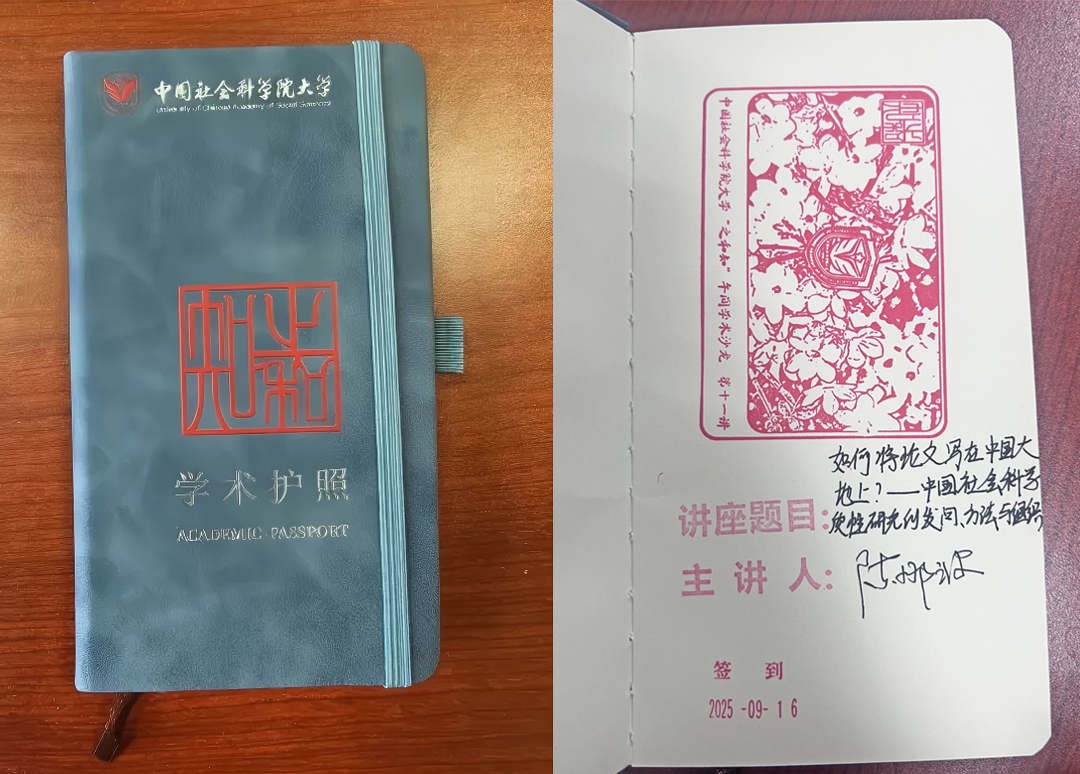 中国社会科学院大学
University of Chinese Academy of Social Sciences
学术护照
ACADEMIC PASSPORT
中国社会科学院大学 "之和知" 午间学术沙龙 第十一讲
讲座题目:
如何将论文写在中国大
地上?——中国社会科学
质性研究的发问、方法与
主讲人:
签到
2025-09-16